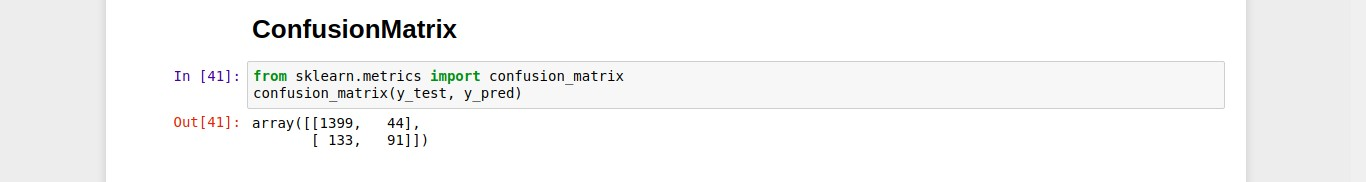 ConfusionMatrix
In [41]: from sklearn.metrics import confusion_matrix
confusion_matrix(y_test, y_pred)
Out[41]: array([[1399,   44],
       [ 133,   91]])